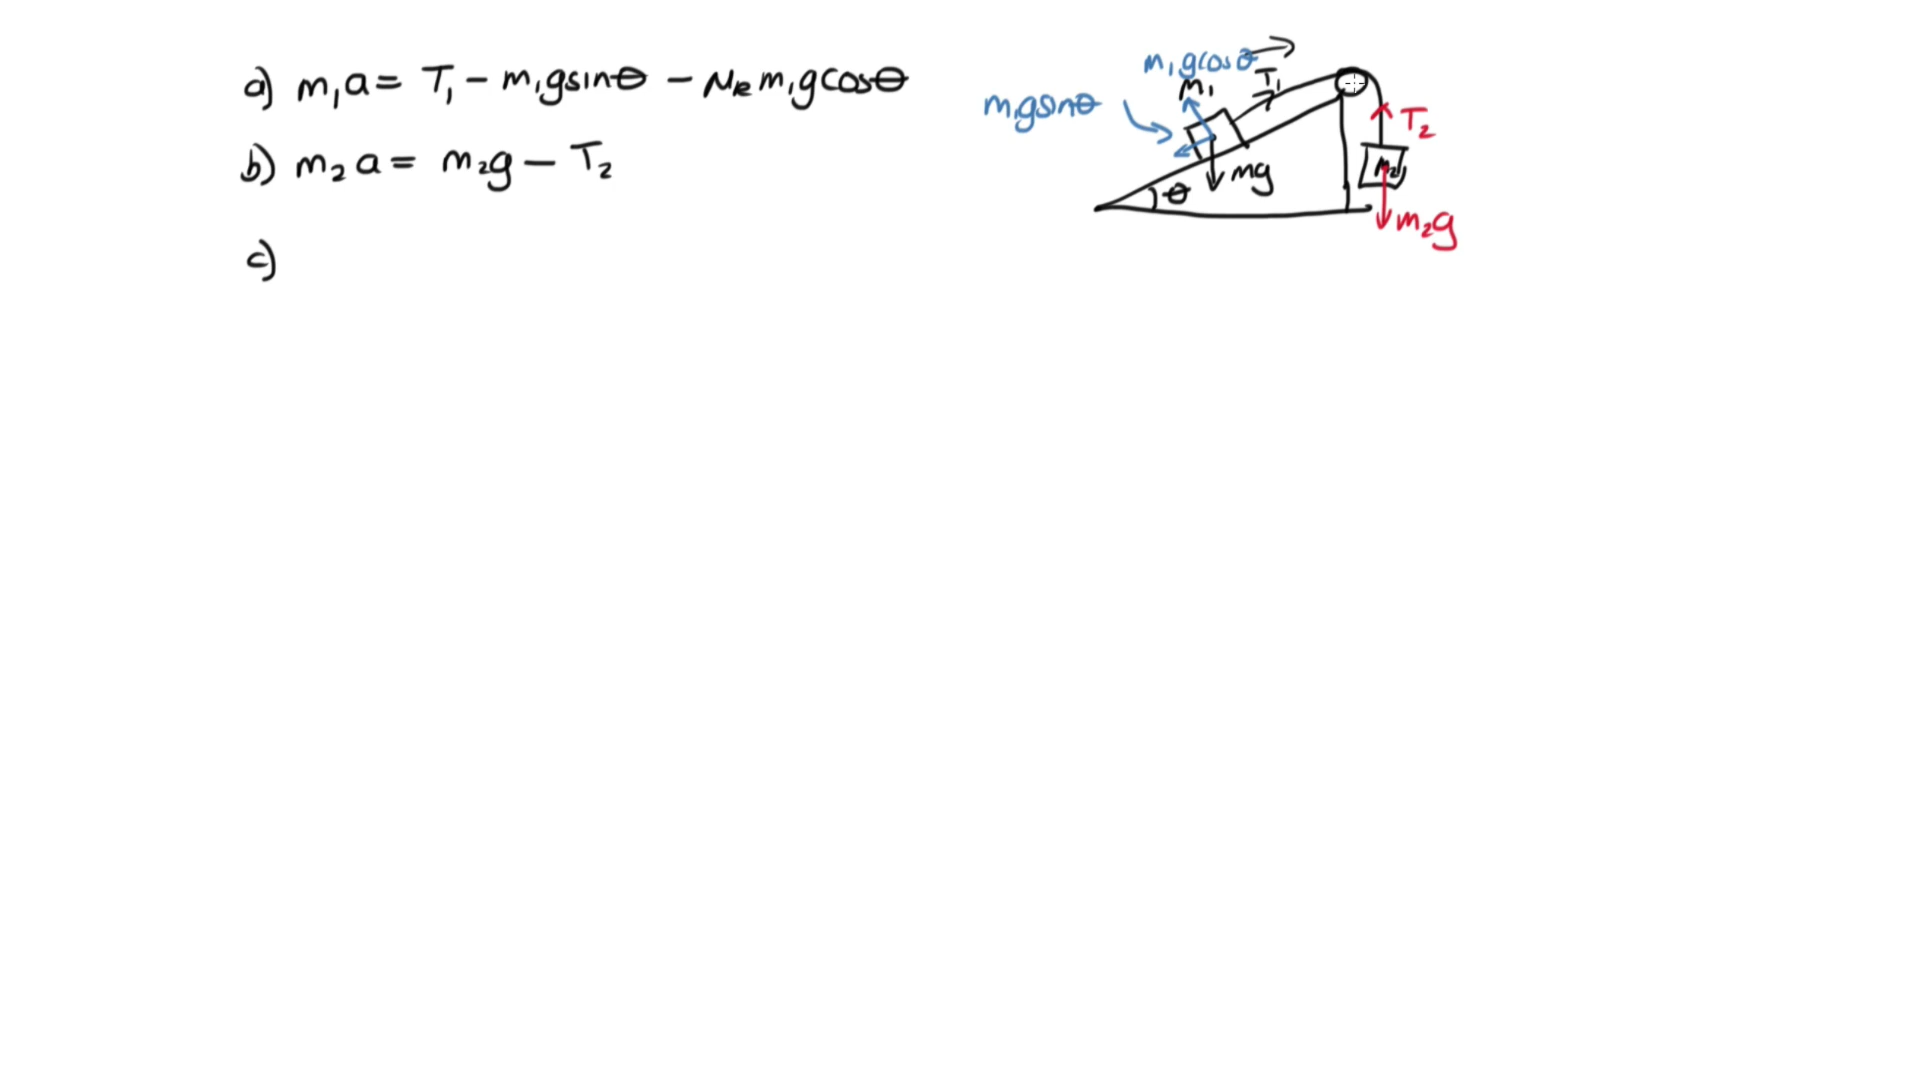 a) m₁a = T₁ − m₁gsinθ − μₖm₁gcosθ
b) m₂a = m₂g − T₂
c)
m₁gcosθ
m₁
T₁
m₁gsinθ
mg
θ
T₂
m₂
m₂g